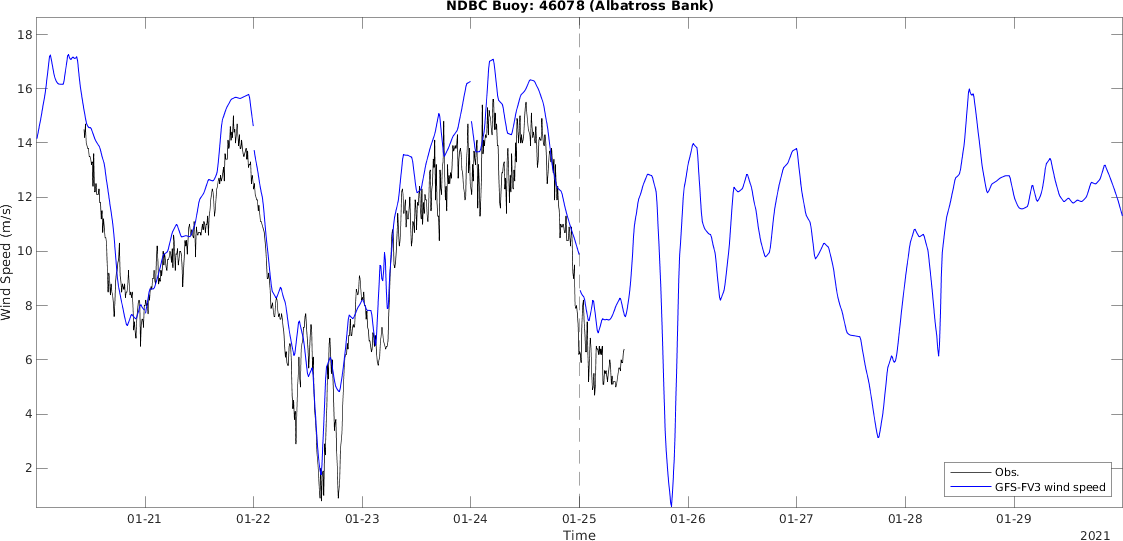 NDBC Buoy: 46078 (Albatross Bank)
18
16
14
12
10
8
6
4
2
Wind Speed (m/s)
01-21 01-22 01-23 01-24 01-25 01-26 01-27 01-28 01-29
Time
2021
Obs.
GFS-FV3 wind speed